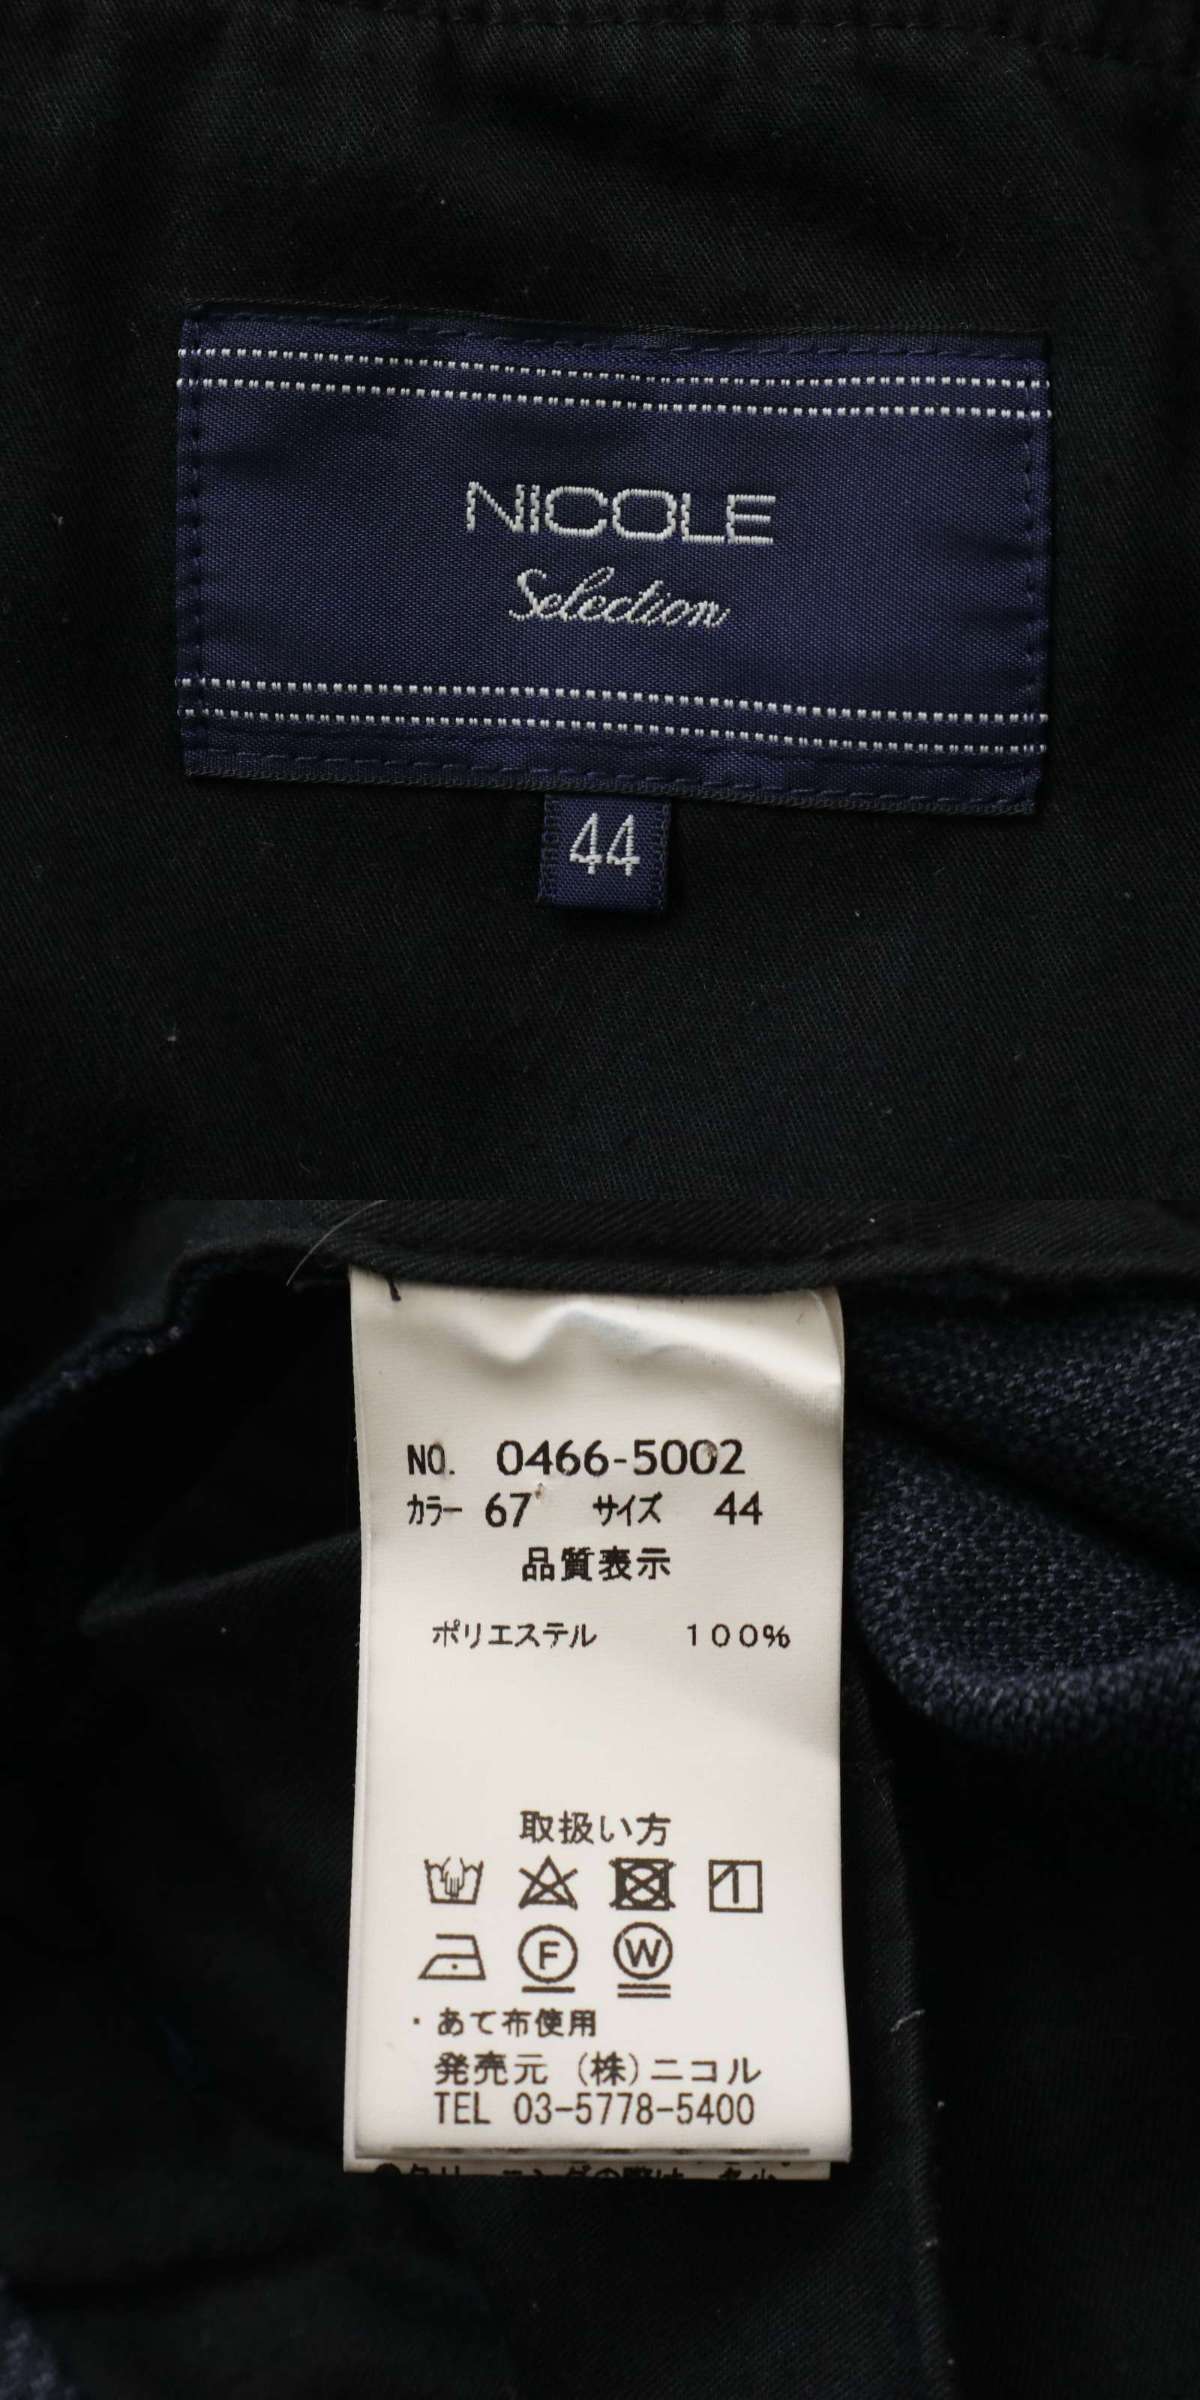 NICOLE
Selection
44
NO. 0466-5002
カラー 67 サイズ 44
品質表示
ポリエステル 100%
取扱い方
F W
・あて布使用
発売元 (株)ニコル
TEL 03-5778-5400